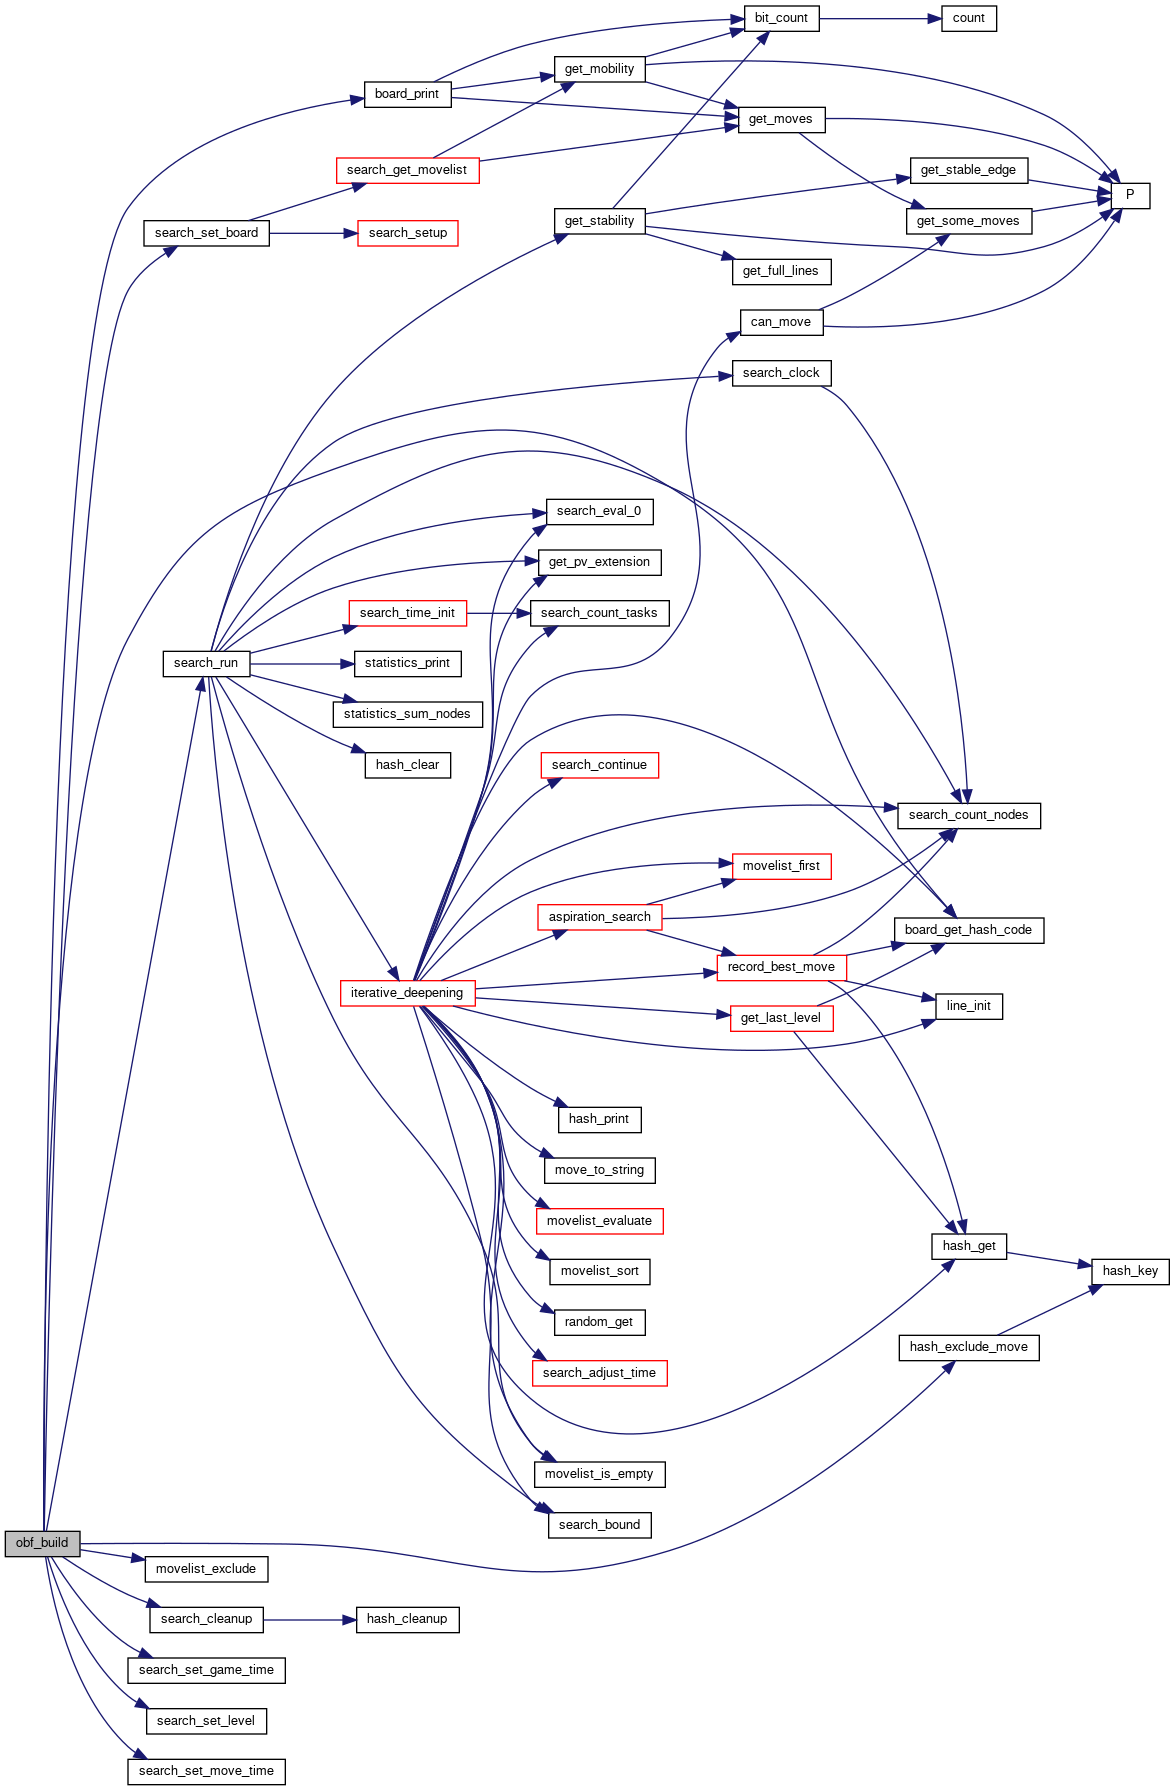 bit_count
count
get_mobility
board_print
get_moves
search_get_movelist
get_stable_edge
P
get_stability
get_some_moves
search_set_board
search_setup
get_full_lines
can_move
search_clock
search_eval_0
get_pv_extension
search_time_init
search_count_tasks
search_run
statistics_print
statistics_sum_nodes
hash_clear
search_continue
search_count_nodes
movelist_first
aspiration_search
board_get_hash_code
record_best_move
iterative_deepening
line_init
get_last_level
hash_print
move_to_string
movelist_evaluate
hash_get
movelist_sort
hash_key
random_get
hash_exclude_move
search_adjust_time
movelist_is_empty
search_bound
obf_build
movelist_exclude
search_cleanup
hash_cleanup
search_set_game_time
search_set_level
search_set_move_time